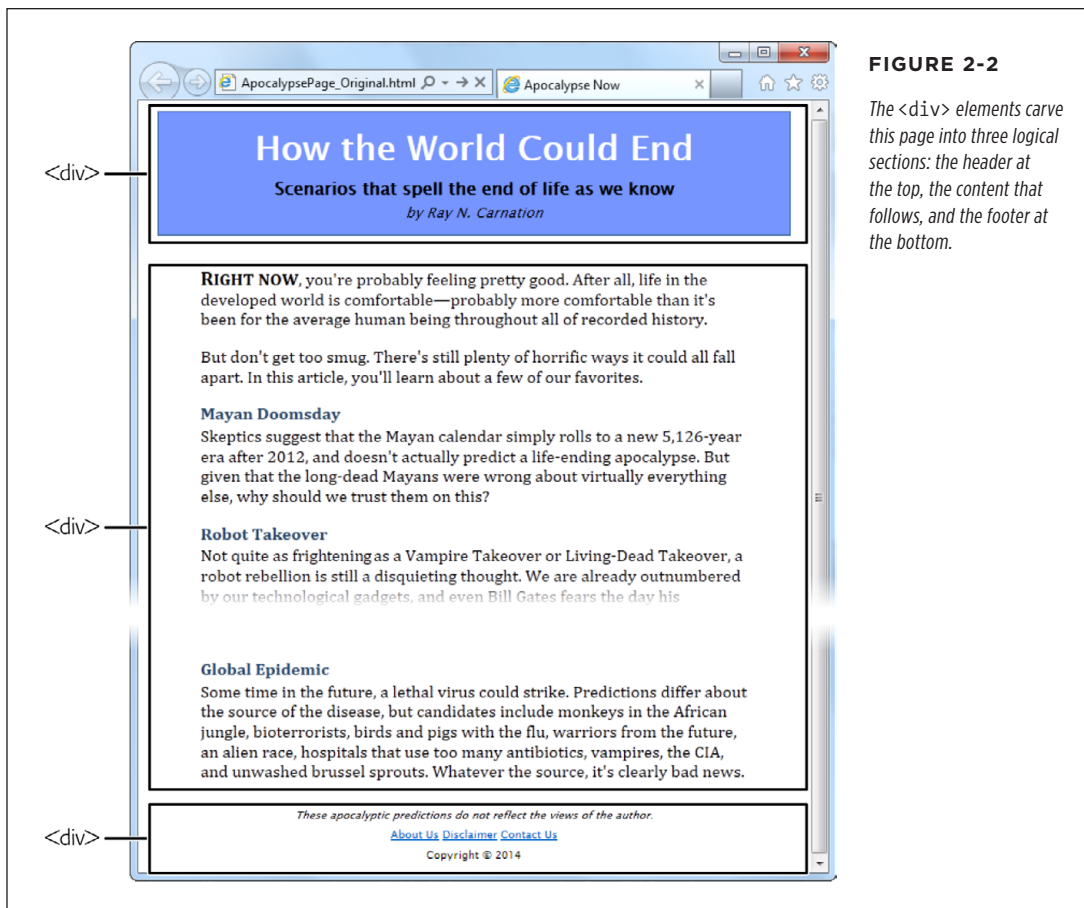 ApocalypsePage_Original.html
Apocalypse Now
<div>
How the World Could End
Scenarios that spell the end of life as we know
by Ray N. Carnation
<div>
RIGHT NOW, you're probably feeling pretty good. After all, life in the
developed world is comfortable—probably more comfortable than it's
been for the average human being throughout all of recorded history.
But don't get too smug. There's still plenty of horrific ways it could all fall
apart. In this article, you'll learn about a few of our favorites.
Mayan Doomsday
Skeptics suggest that the Mayan calendar simply rolls to a new 5,126-year
era after 2012, and doesn't actually predict a life-ending apocalypse. But
given that the long-dead Mayans were wrong about virtually everything
else, why should we trust them on this?
Robot Takeover
Not quite as frightening as a Vampire Takeover or Living-Dead Takeover, a
robot rebellion is still a disquieting thought. We are already outnumbered
by our technological gadgets, and even Bill Gates fears the day his
Global Epidemic
Some time in the future, a lethal virus could strike. Predictions differ about
the source of the disease, but candidates include monkeys in the African
jungle, bioterrorists, birds and pigs with the flu, warriors from the future,
an alien race, hospitals that use too many antibiotics, vampires, the CIA,
and unwashed brussel sprouts. Whatever the source, it's clearly bad news.
<div>
These apocalyptic predictions do not reflect the views of the author.
About Us Disclaimer Contact Us
Copyright © 2014
FIGURE 2-2
The <div> elements carve
this page into three logical
sections: the header at
the top, the content that
follows, and the footer at
the bottom.